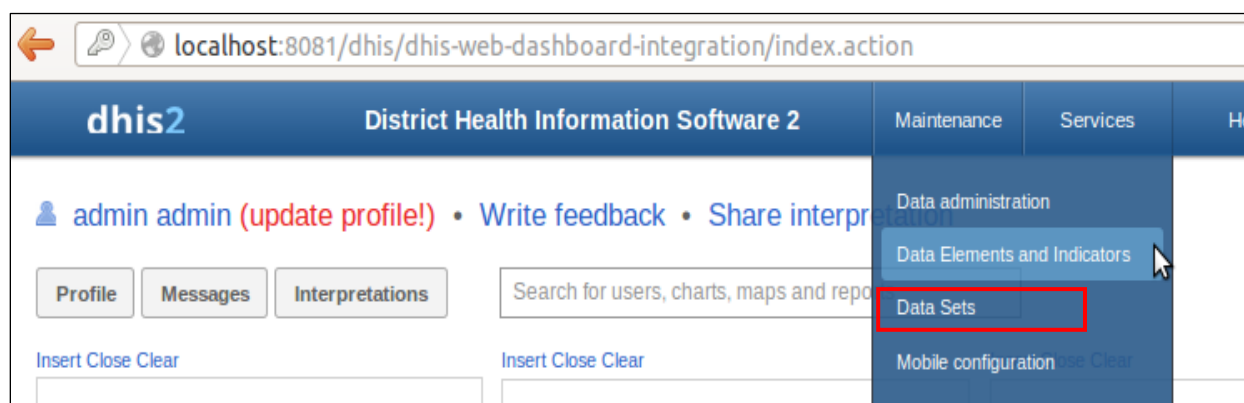 localhost:8081/dhis/dhis-web-dashboard-integration/index.action
dhis2 District Health Information Software 2 Maintenance Services
admin admin (update profile!) • Write feedback • Share interpretation
Data administration
Data Elements and Indicators
Profile Messages Interpretations Search for users, charts, maps and
Data Sets
Insert Close Clear Insert Close Clear Close Clear
Mobile configuration